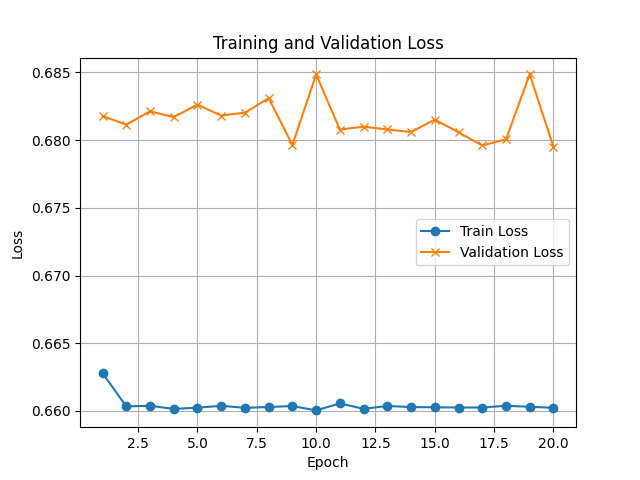 Training and Validation Loss
0.685
0.680
0.675
0.670
0.665
0.660
Loss
Train Loss
Validation Loss
2.5 5.0 7.5 10.0 12.5 15.0 17.5 20.0
Epoch